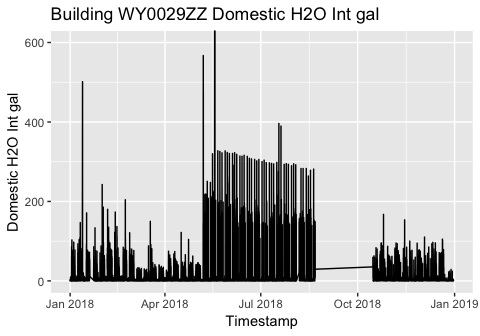 Building WY0029ZZ Domestic H2O Int gal
Domestic H2O Int gal
600
400
200
0
Jan 2018
Apr 2018
Jul 2018
Oct 2018
Jan 2019
Timestamp